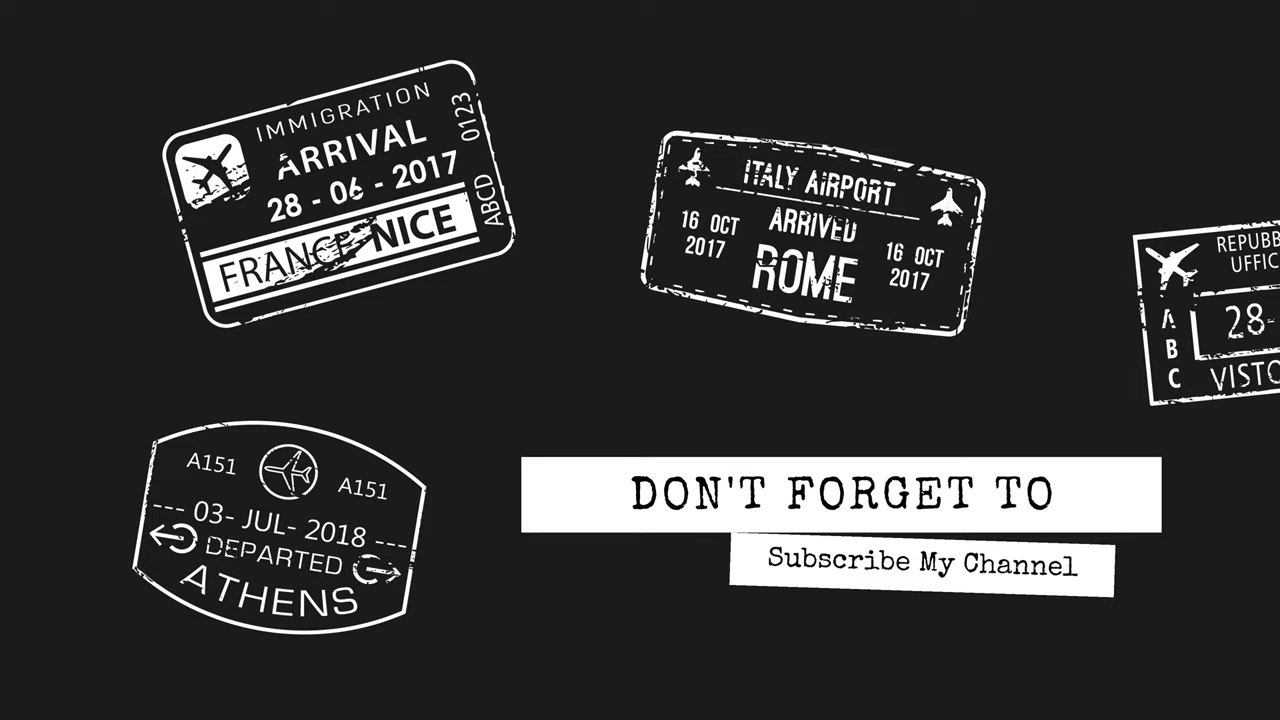 IMMIGRATION
ARRIVAL
28 - 06 - 2017
FRANCE NICE
0123
ABCD
ITALY AIRPORT
16 OCT
2017
ARRIVED
ROME
16 OCT
2017
A
B
C
28-
A151
A151
--- 03- JUL- 2018 ---
DEPARTED
ATHENS
DON'T FORGET TO
Subscribe My Channel